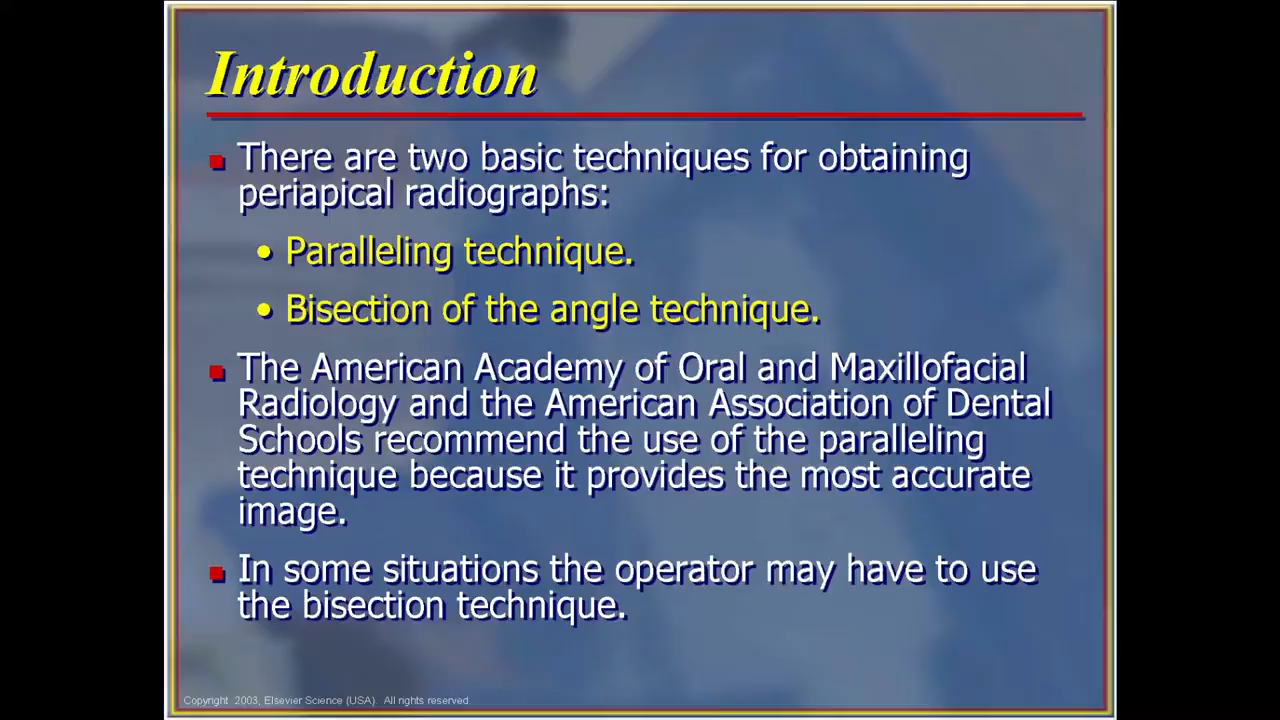 Introduction
■ There are two basic techniques for obtaining
periapical radiographs:
• Paralleling technique.
• Bisection of the angle technique.
■ The American Academy of Oral and Maxillofacial
Radiology and the American Association of Dental
Schools recommend the use of the paralleling
technique because it provides the most accurate
image.
■ In some situations the operator may have to use
the bisection technique.
Copyright 2003, Elsevier Science (USA). All rights reserved.